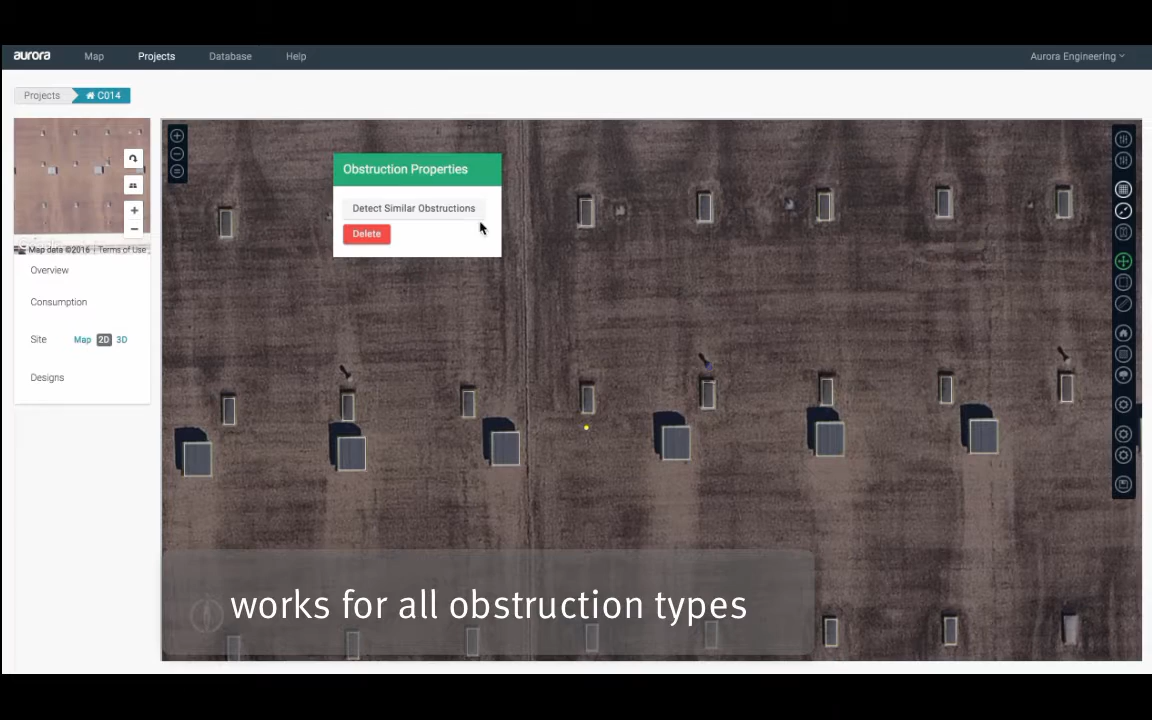 aurora
Map
Projects
Database
Help
Aurora Engineering
Projects
C014
Map data ©2016
Terms of Use
Overview
Consumption
Site
Map
2D
3D
Designs
Obstruction Properties
Detect Similar Obstructions
Delete
works for all obstruction types